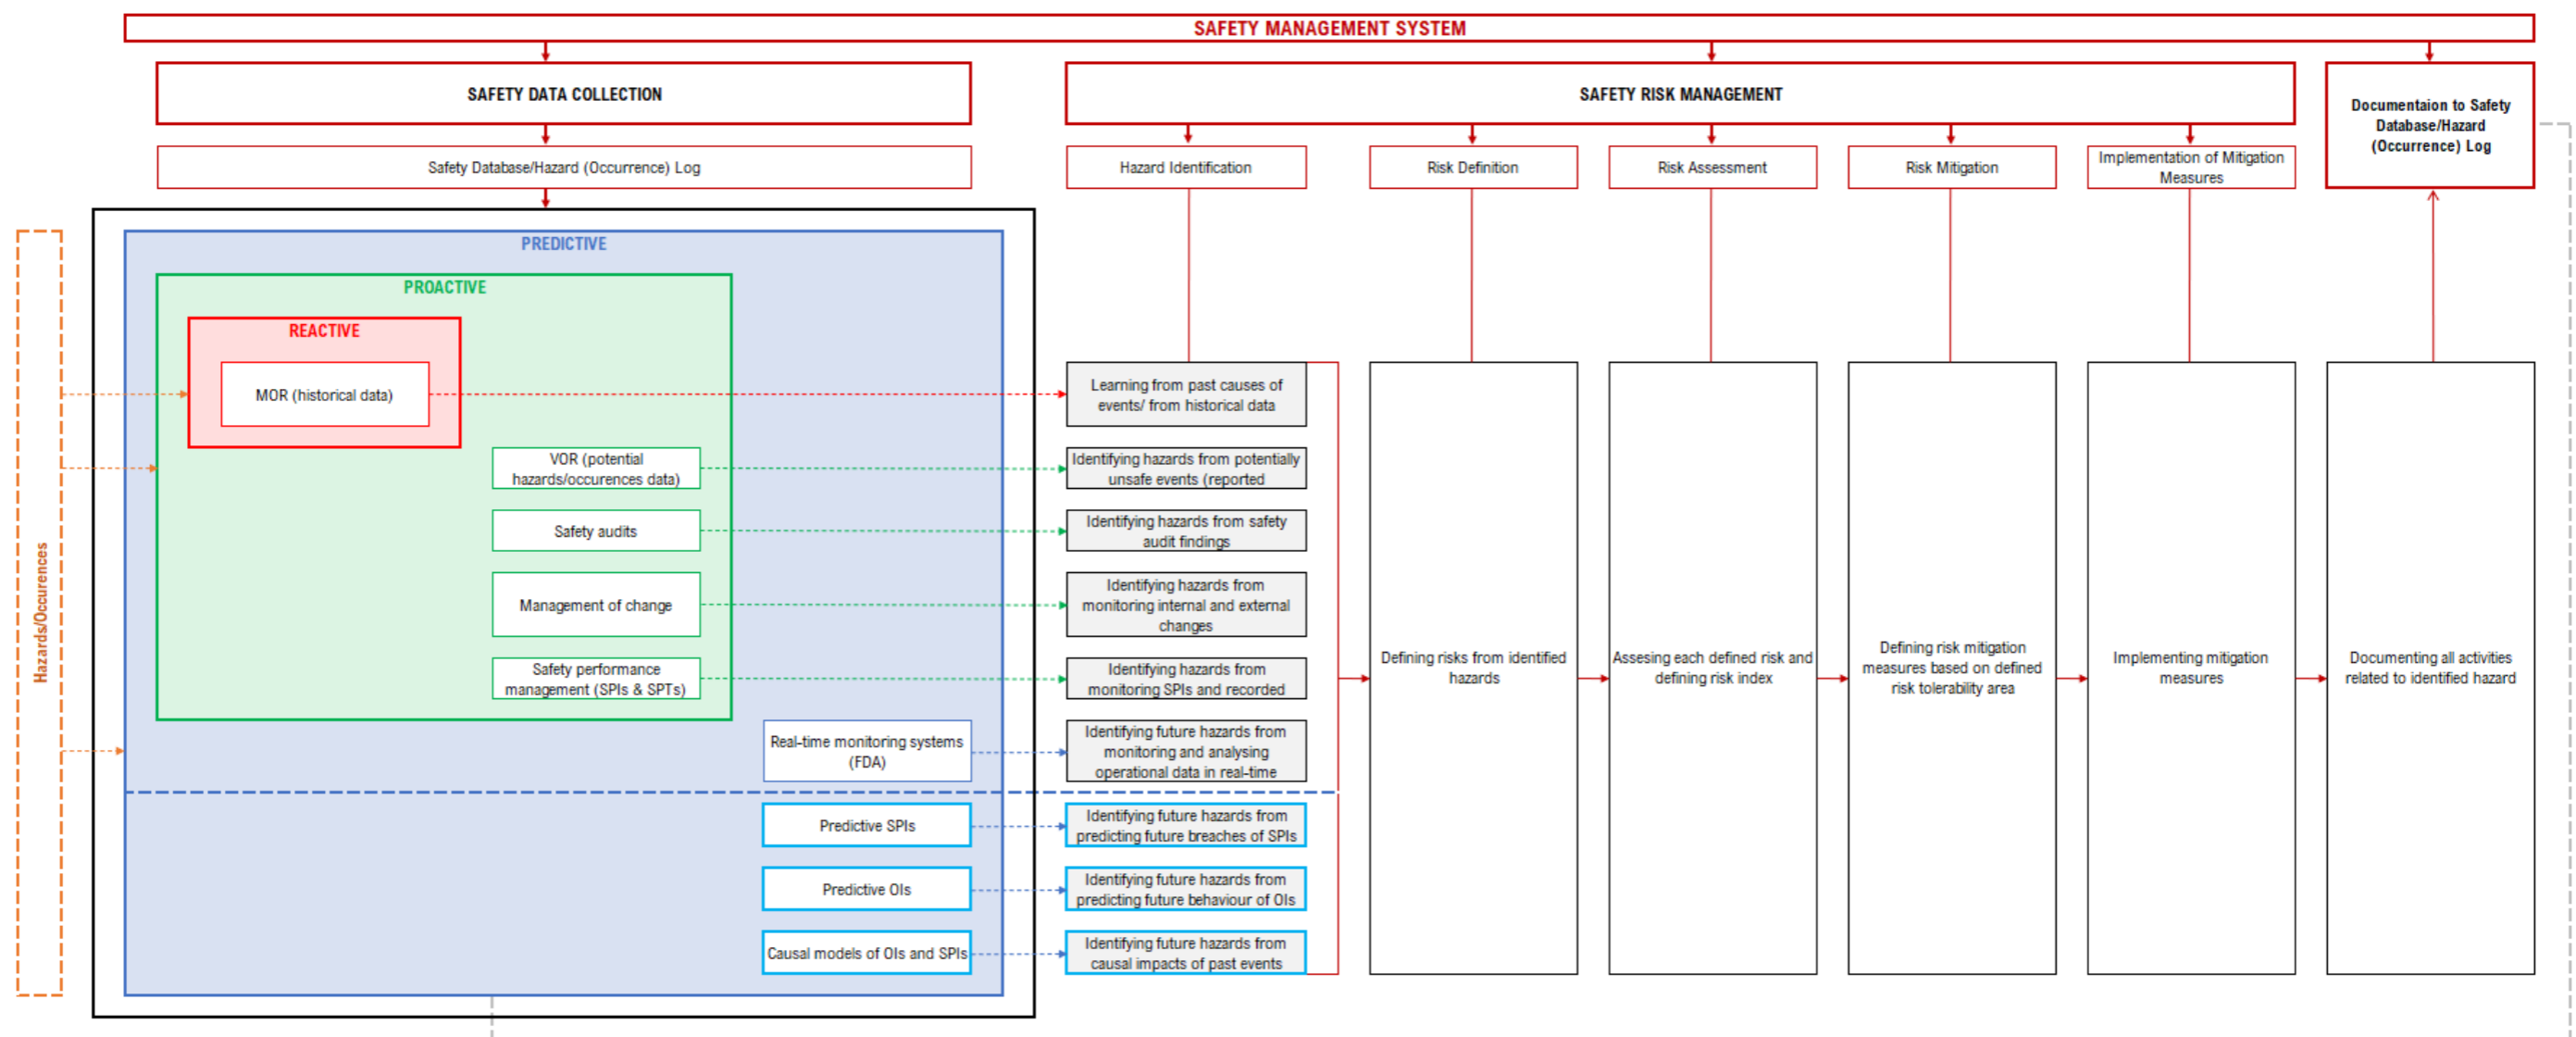 SAFETY MANAGEMENT SYSTEM
SAFETY DATA COLLECTION
SAFETY RISK MANAGEMENT
Documentaion to Safety
Database/Hazard
(Occurrence) Log
Safety Database/Hazard (Occurrence) Log
Hazard Identification
Risk Definition
Risk Assessment
Risk Mitigation
Implementation of Mitigation
Measures
Hazards/Occurences
PREDICTIVE
PROACTIVE
REACTIVE
MOR (historical data)
Learning from past causes of
events/ from historical data
VOR (potential
hazards/occurences data)
Identifying hazards from potentially
unsafe events (reported
Safety audits
Identifying hazards from safety
audit findings
Management of change
Identifying hazards from
monitoring internal and external
changes
Safety performance
management (SPIs & SPTs)
Identifying hazards from
monitoring SPIs and recorded
Real-time monitoring systems
(FDA)
Identifying future hazards from
monitoring and analysing
operational data in real-time
Predictive SPIs
Identifying future hazards from
predicting future breaches of SPIs
Predictive OIs
Identifying future hazards from
predicting future behaviour of OIs
Causal models of OIs and SPIs
Identifying future hazards from
causal impacts of past events
Defining risks from identified
hazards
Assesing each defined risk and
defining risk index
Defining risk mitigation
measures based on defined
risk tolerability area
Implementing mitigation
measures
Documenting all activities
related to identified hazard